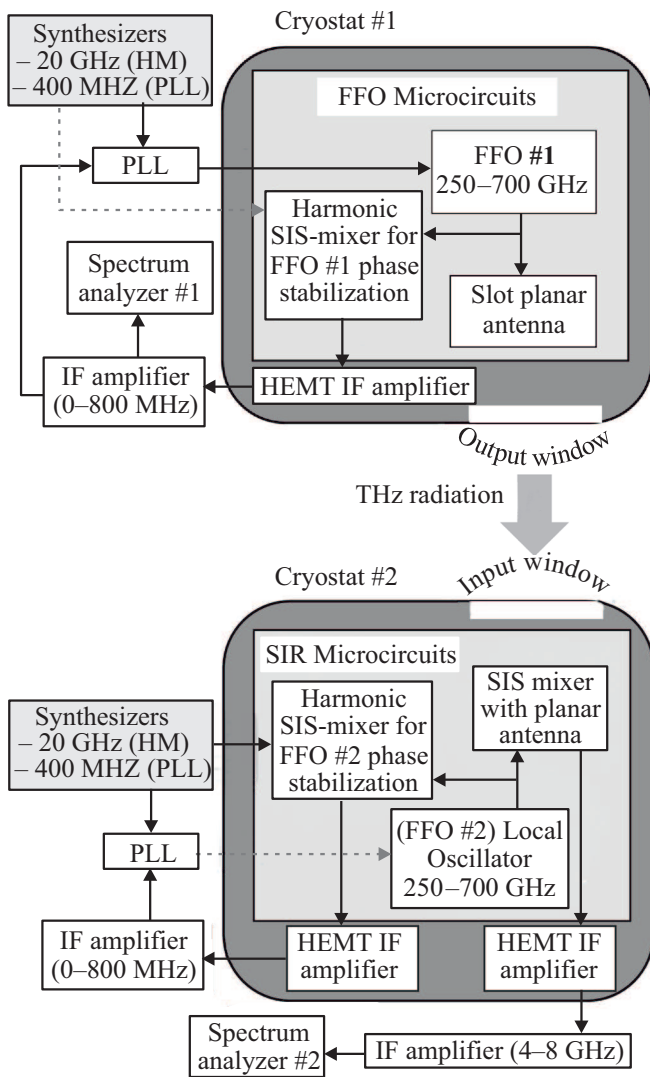 Cryostat #1
Synthesizers
– 20 GHz (HM)
– 400 MHZ (PLL)
FFO Microcircuits
PLL
FFO #1
250–700 GHz
Harmonic
SIS-mixer for
FFO #1 phase
stabilization
Spectrum
analyzer #1
Slot planar
antenna
IF amplifier
(0–800 MHz)
HEMT IF amplifier
Output window
THz radiation
Input window
Cryostat #2
SIR Microcircuits
Harmonic
SIS-mixer for
FFO #2 phase
stabilization
SIS mixer
with planar
antenna
Synthesizers
– 20 GHz (HM)
– 400 MHZ (PLL)
PLL
(FFO #2) Local
Oscillator
250–700 GHz
IF amplifier
(0–800 MHz)
HEMT IF
amplifier
HEMT IF
amplifier
Spectrum
analyzer #2
IF amplifier (4–8 GHz)